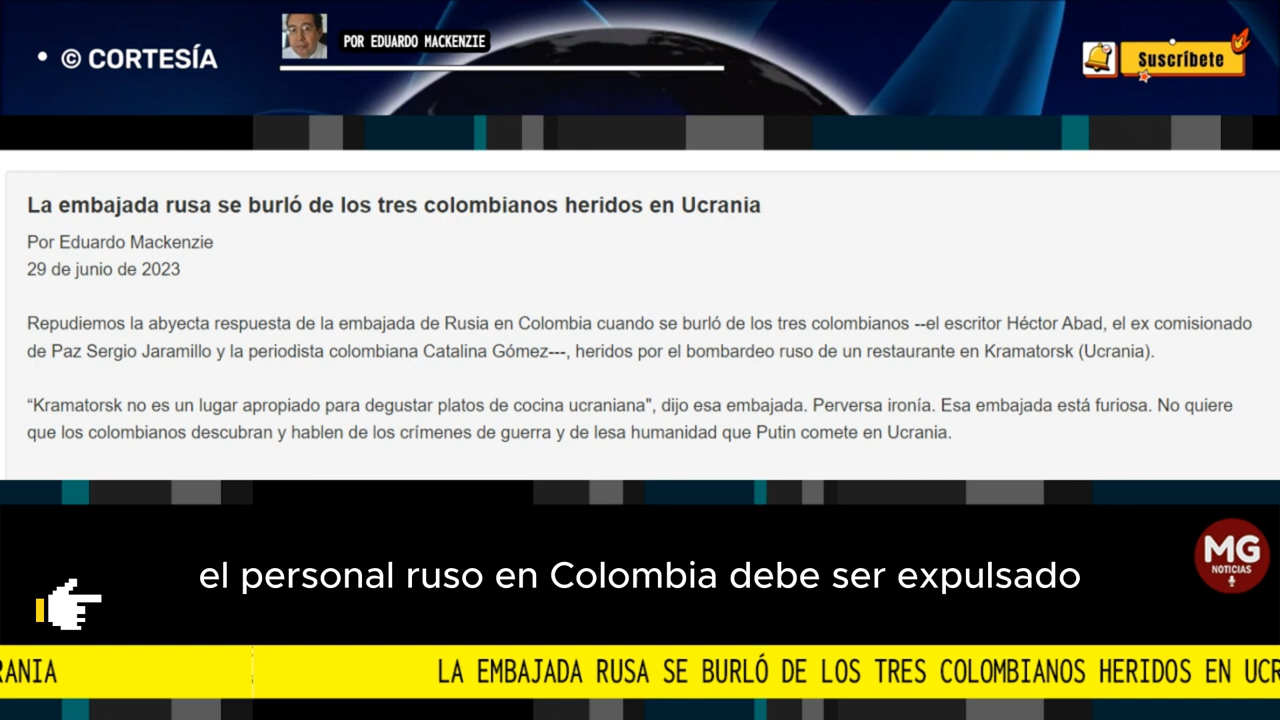 • © CORTESÍA
POR EDUARDO MACKENZIE
Suscríbete
La embajada rusa se burló de los tres colombianos heridos en Ucrania
Por Eduardo Mackenzie
29 de junio de 2023
Repudiemos la abyecta respuesta de la embajada de Rusia en Colombia cuando se burló de los tres colombianos --el escritor Héctor Abad, el ex comisionado
de Paz Sergio Jaramillo y la periodista colombiana Catalina Gómez---, heridos por el bombardeo ruso de un restaurante en Kramatorsk (Ucrania).
“Kramatorsk no es un lugar apropiado para degustar platos de cocina ucraniana", dijo esa embajada. Perversa ironía. Esa embajada está furiosa. No quiere
que los colombianos descubran y hablen de los crímenes de guerra y de lesa humanidad que Putin comete en Ucrania.
el personal ruso en Colombia debe ser expulsado
MG
NOTICIAS
RANIA
LA EMBAJADA RUSA SE BURLÓ DE LOS TRES COLOMBIANOS HERIDOS EN UCR